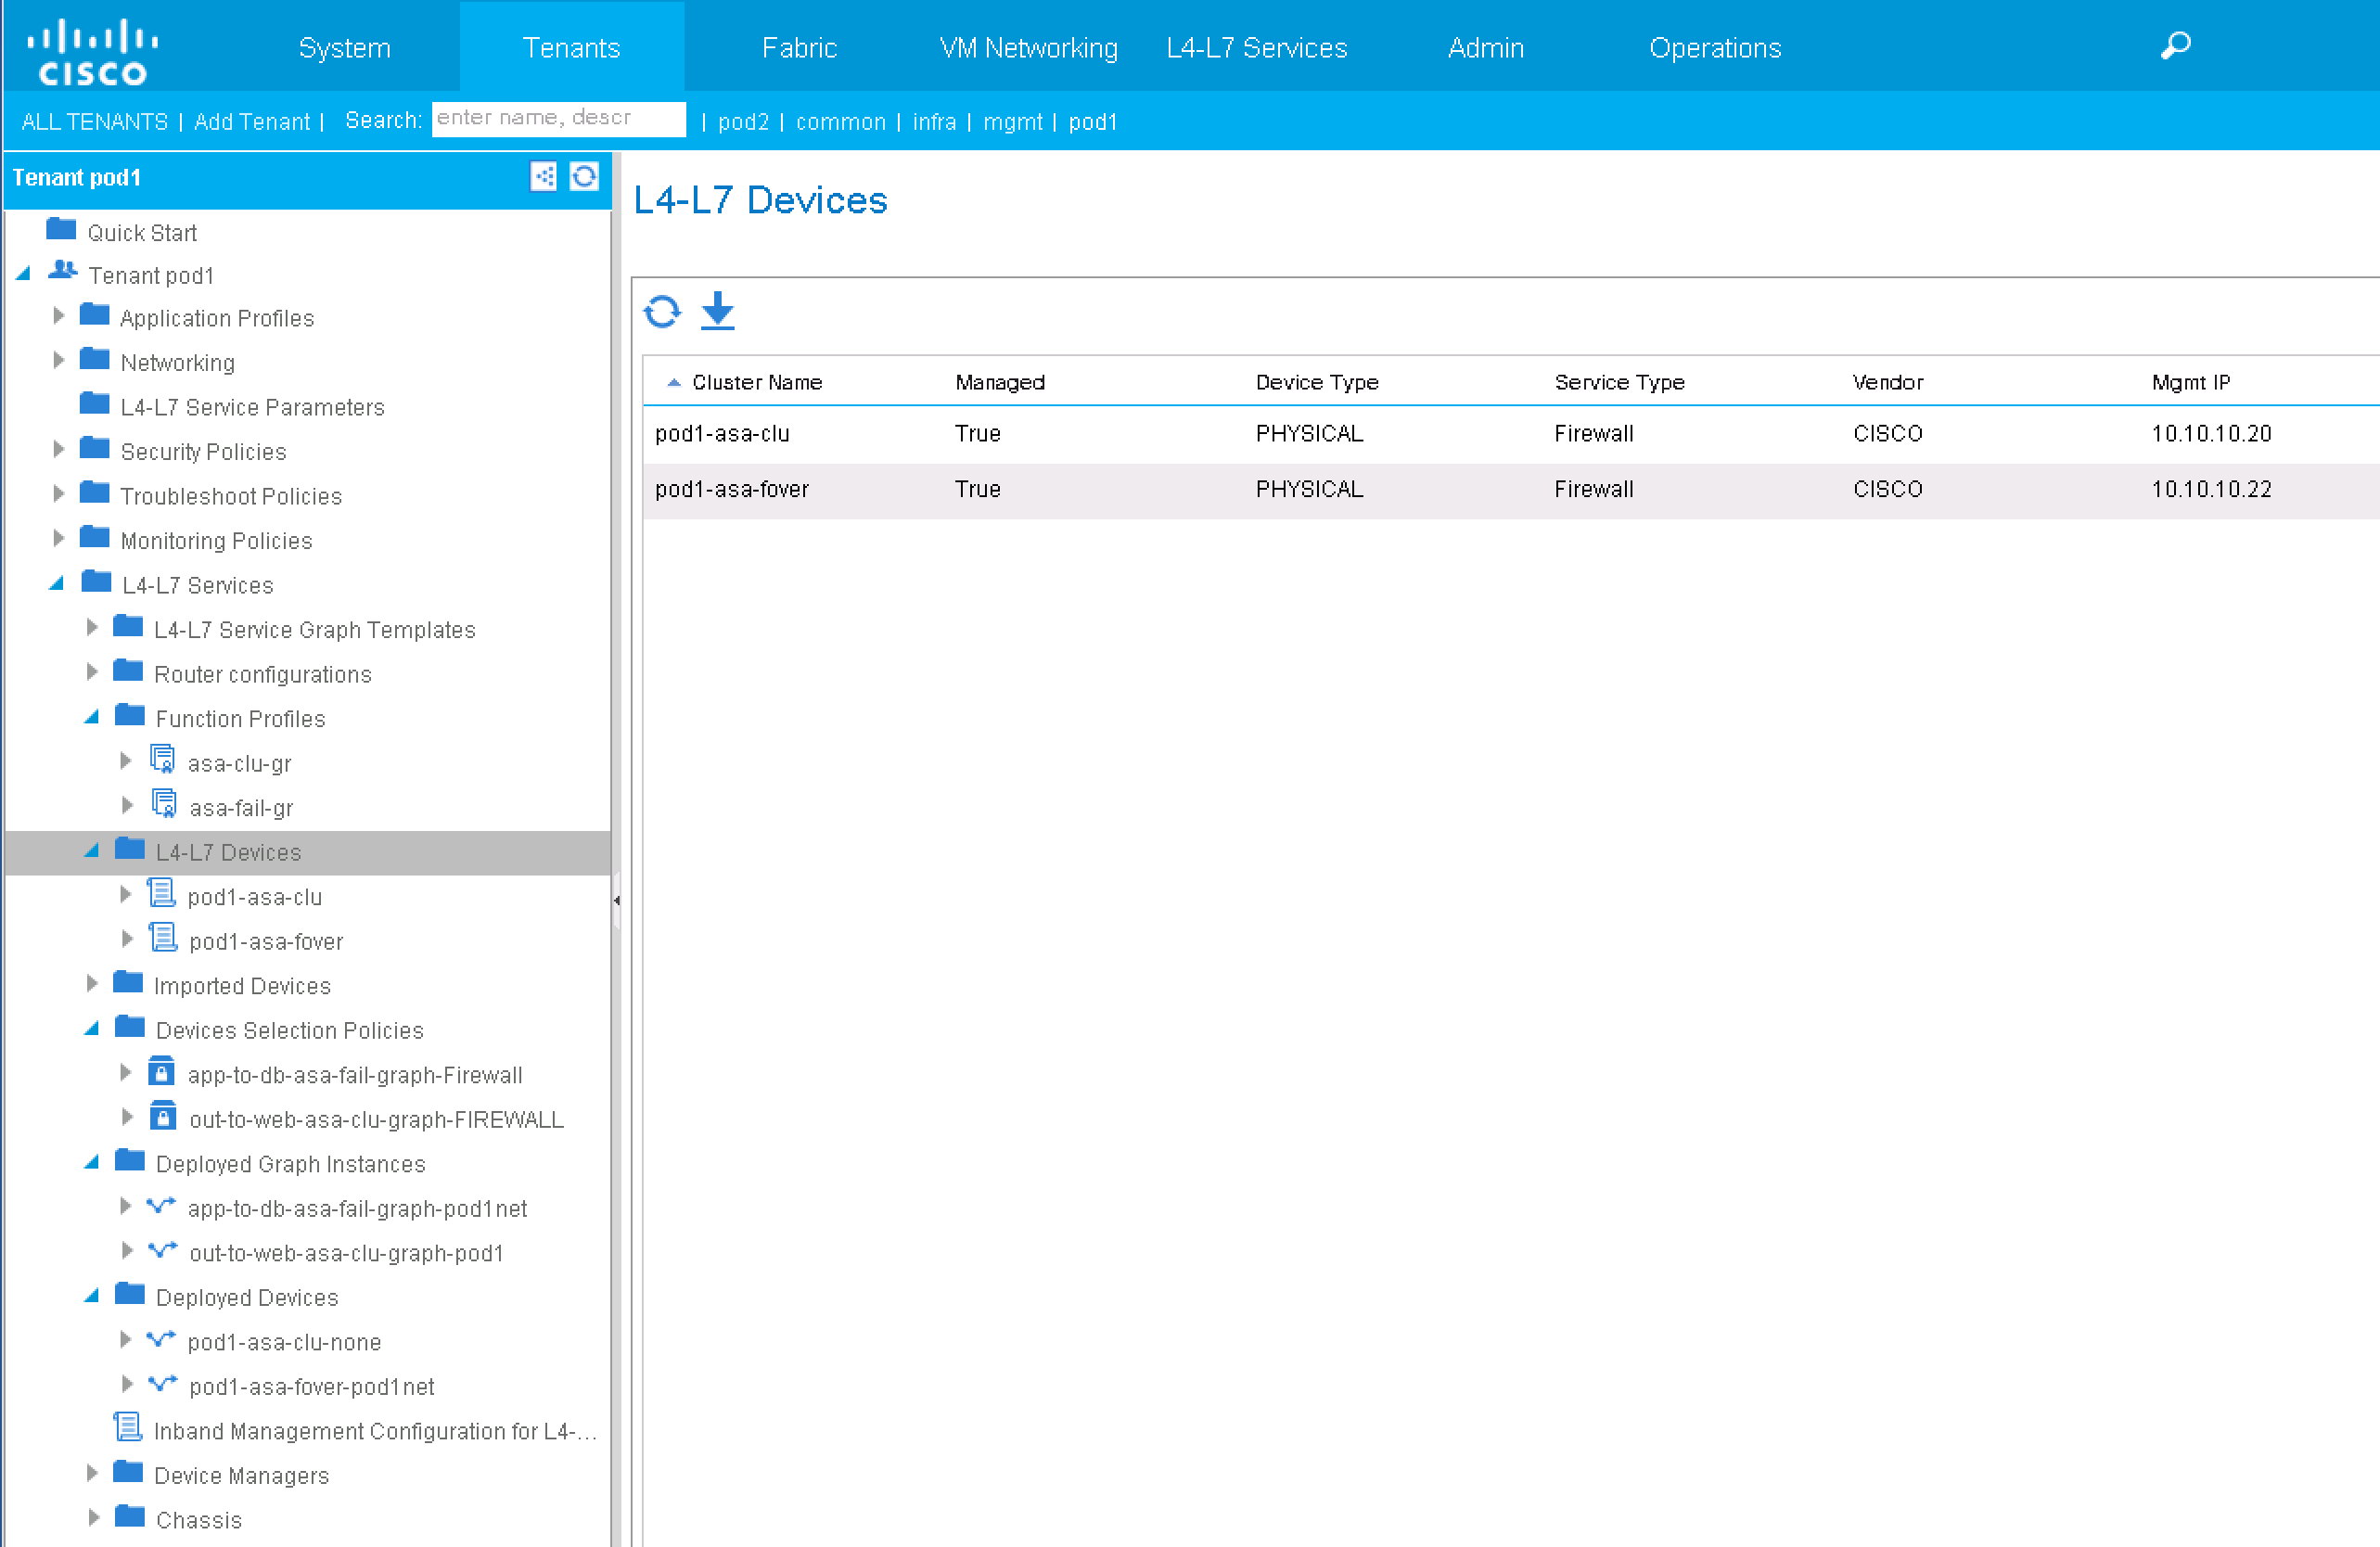 CISCO
System Tenants Fabric VM Networking L4-L7 Services Admin Operations
ALL TENANTS | Add Tenant | Search: enter name, descr | pod2 | common | infra | mgmt | pod1
Tenant pod1
Quick Start
Tenant pod1
Application Profiles
Networking
L4-L7 Service Parameters
Security Policies
Troubleshoot Policies
Monitoring Policies
L4-L7 Services
L4-L7 Service Graph Templates
Router configurations
Function Profiles
asa-clu-gr
asa-fail-gr
L4-L7 Devices
pod1-asa-clu
pod1-asa-fover
Imported Devices
Devices Selection Policies
app-to-db-asa-fail-graph-Firewall
out-to-web-asa-clu-graph-FIREWALL
Deployed Graph Instances
app-to-db-asa-fail-graph-pod1net
out-to-web-asa-clu-graph-pod1
Deployed Devices
pod1-asa-clu-none
pod1-asa-fover-pod1net
Inband Management Configuration for L4-...
Device Managers
Chassis
L4-L7 Devices
Cluster Name Managed Device Type Service Type Vendor Mgmt IP
pod1-asa-clu True PHYSICAL Firewall CISCO 10.10.10.20
pod1-asa-fover True PHYSICAL Firewall CISCO 10.10.10.22